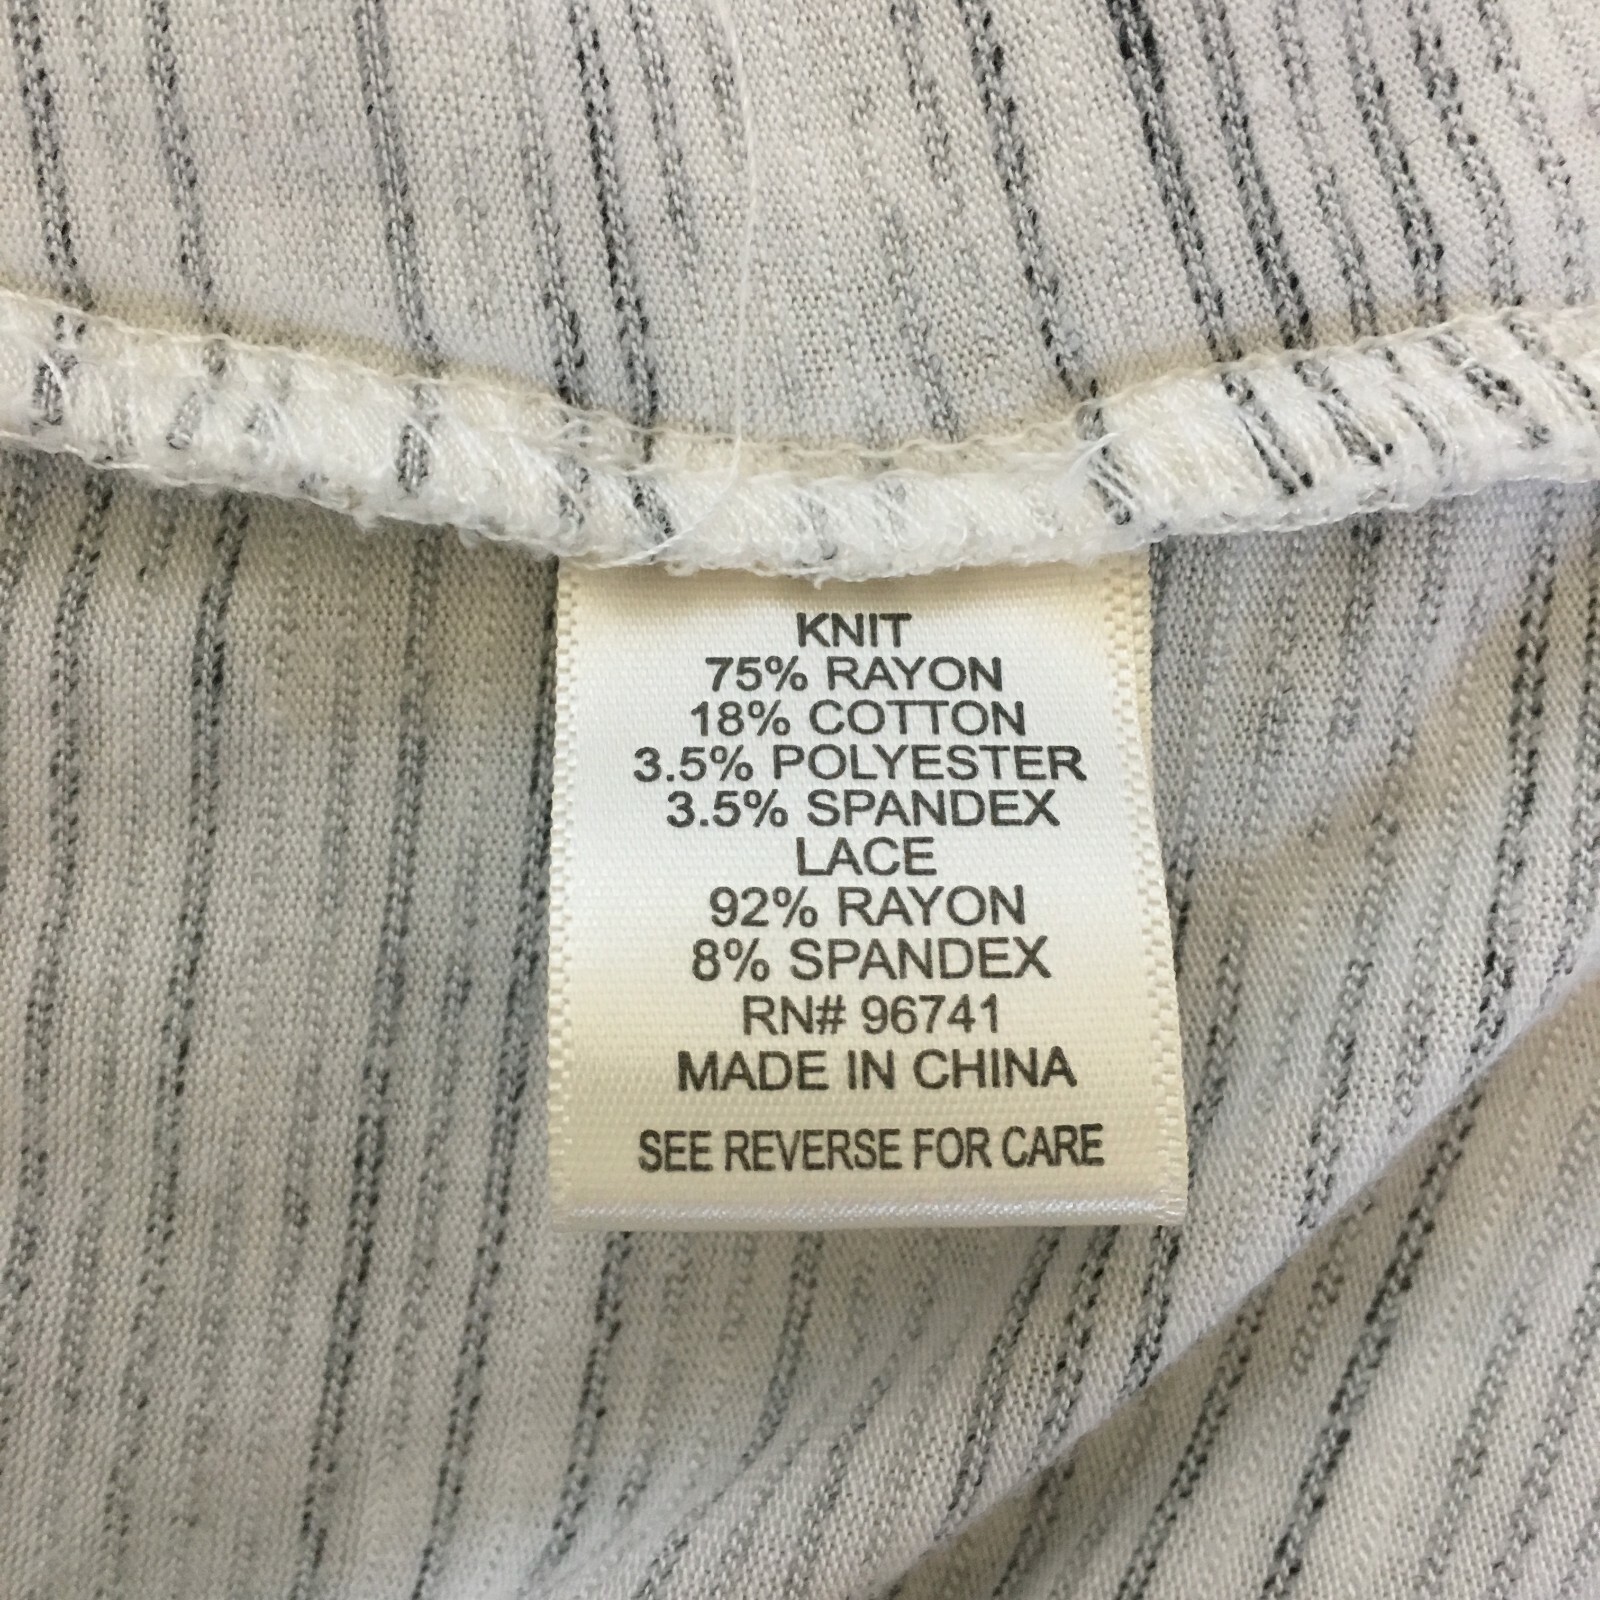 KNIT
75% RAYON
18% COTTON
3.5% POLYESTER
3.5% SPANDEX
LACE
92% RAYON
8% SPANDEX
RN# 96741
MADE IN CHINA
SEE REVERSE FOR CARE